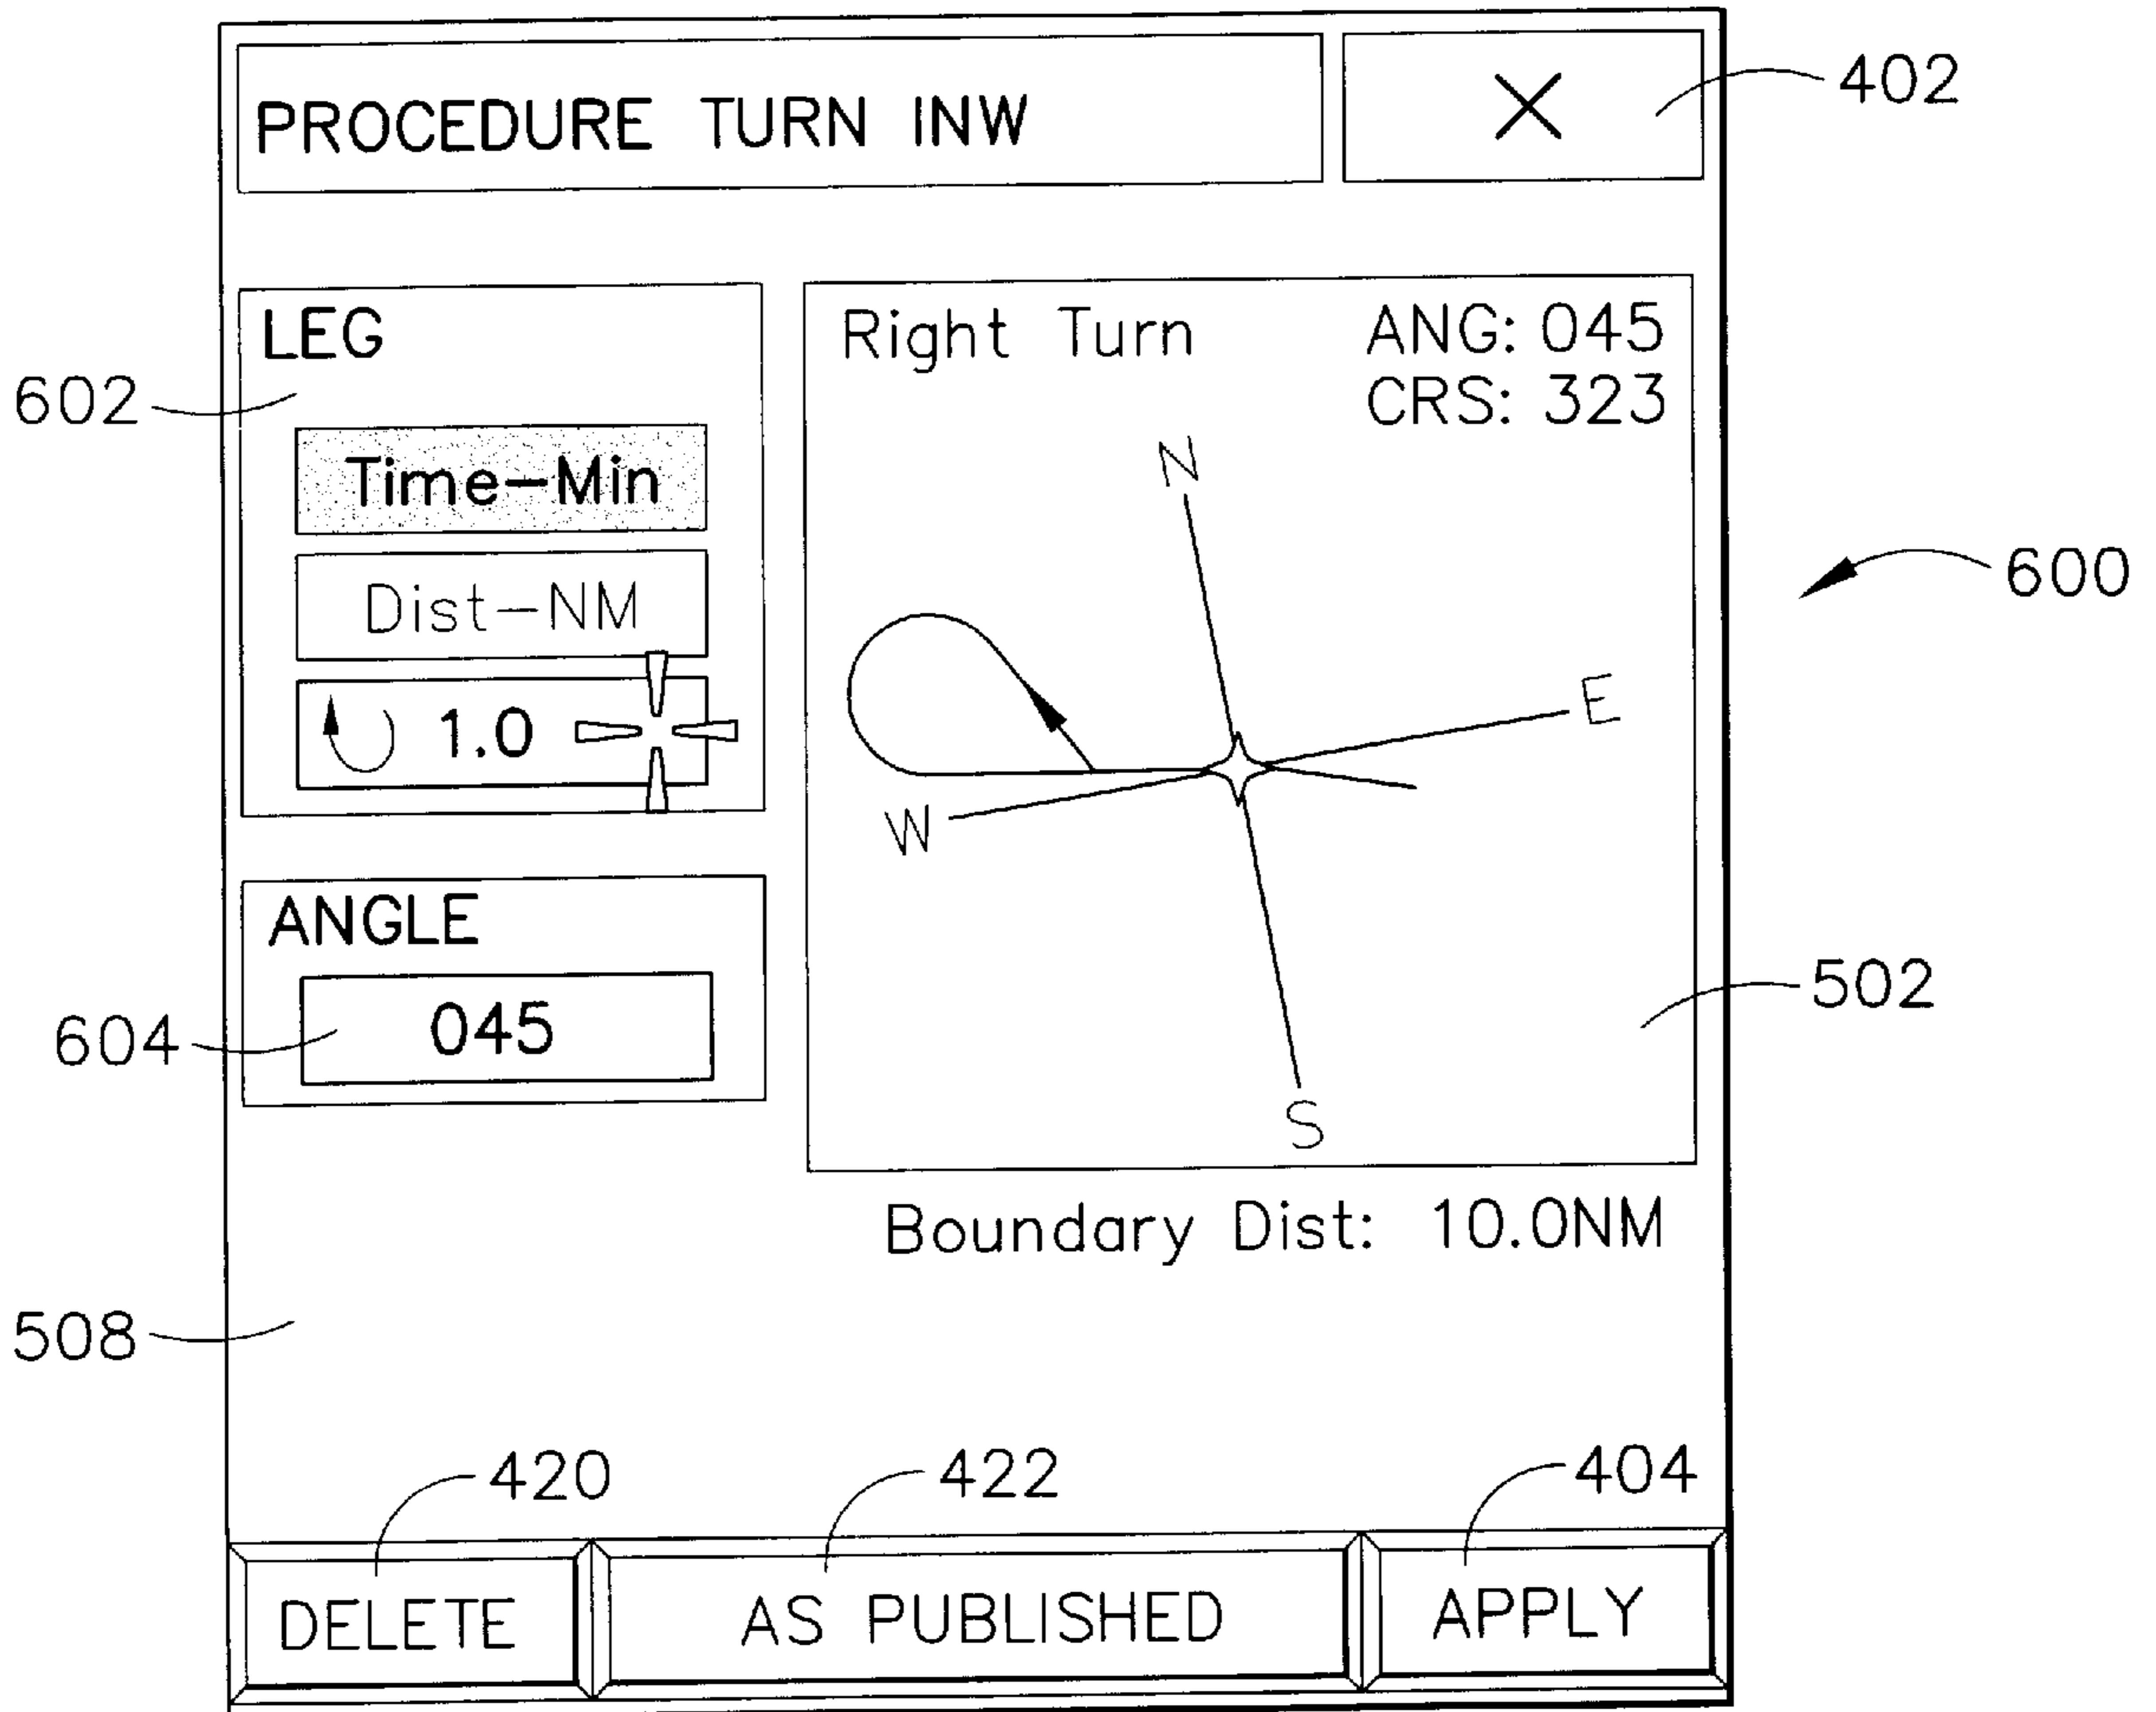 PROCEDURE TURN INW
X
402
LEG
602
Time-Min
Dist-NM
1.0
Right Turn
ANG: 045
CRS: 323
N
E
W
S
600
ANGLE
604
045
502
Boundary Dist: 10.0NM
508
420
422
404
DELETE
AS PUBLISHED
APPLY